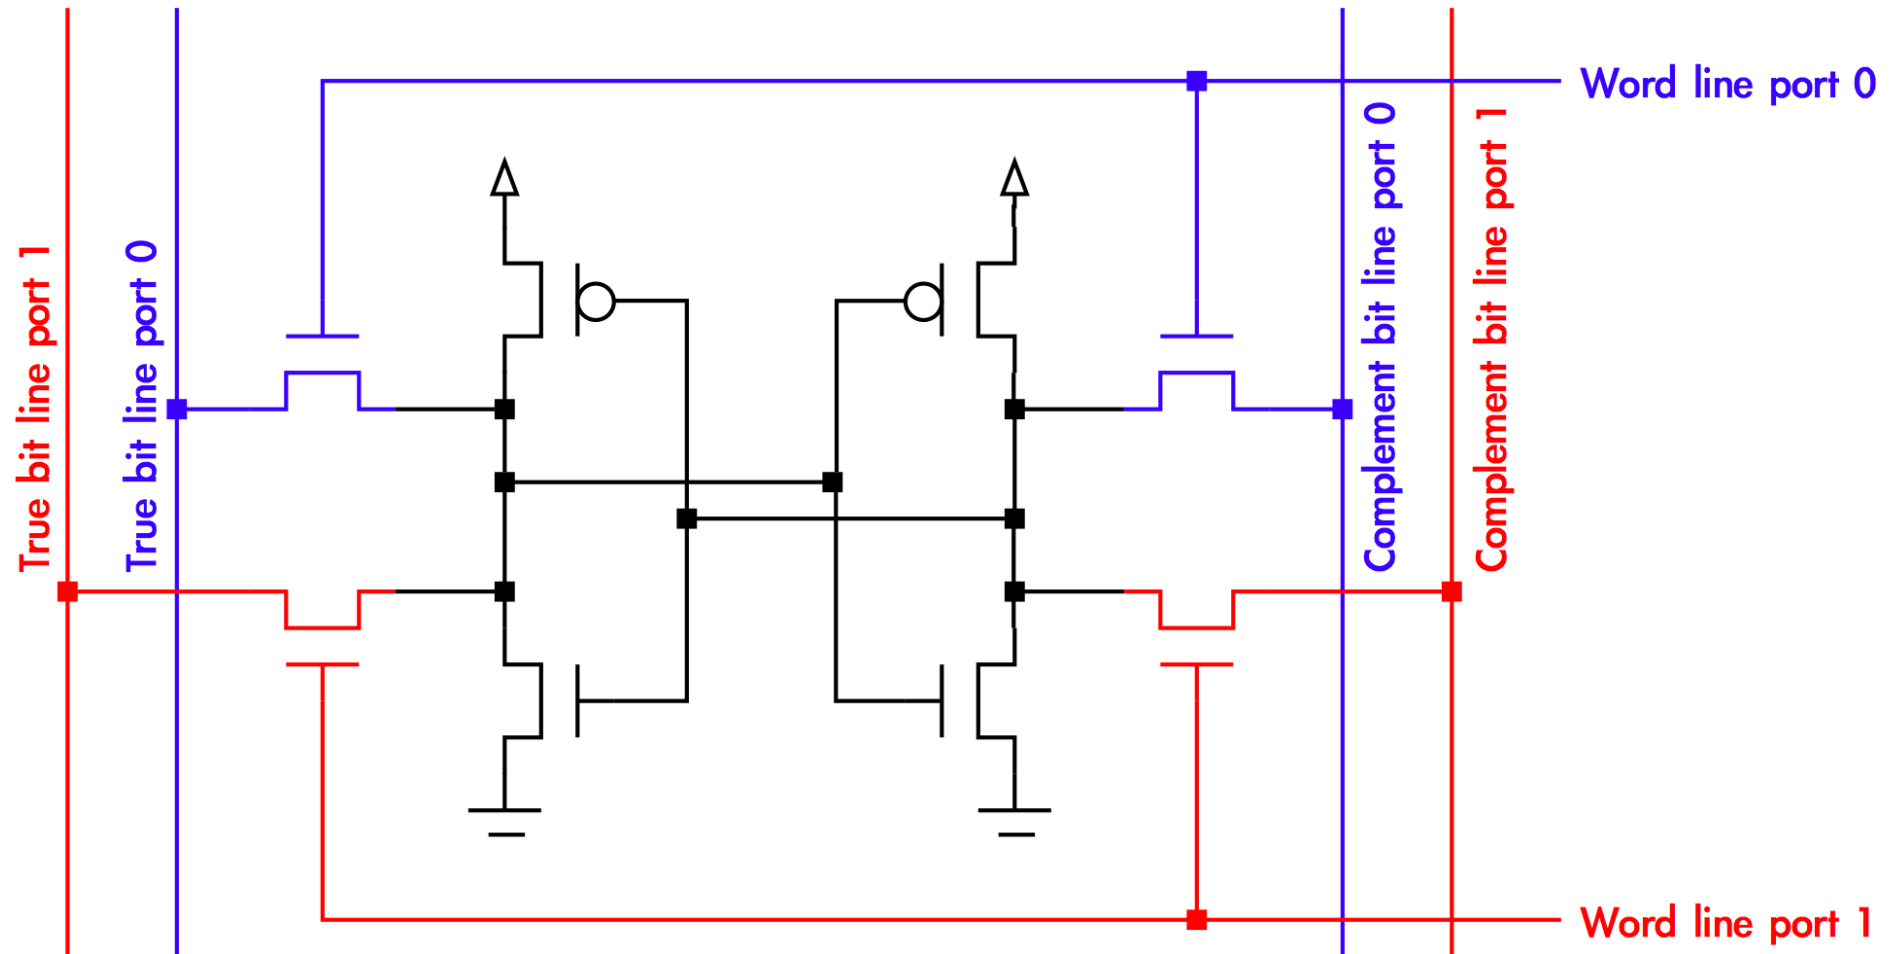 Word line port 0
True bit line port 1
True bit line port 0
Complement bit line port 0
Complement bit line port 1
Word line port 1